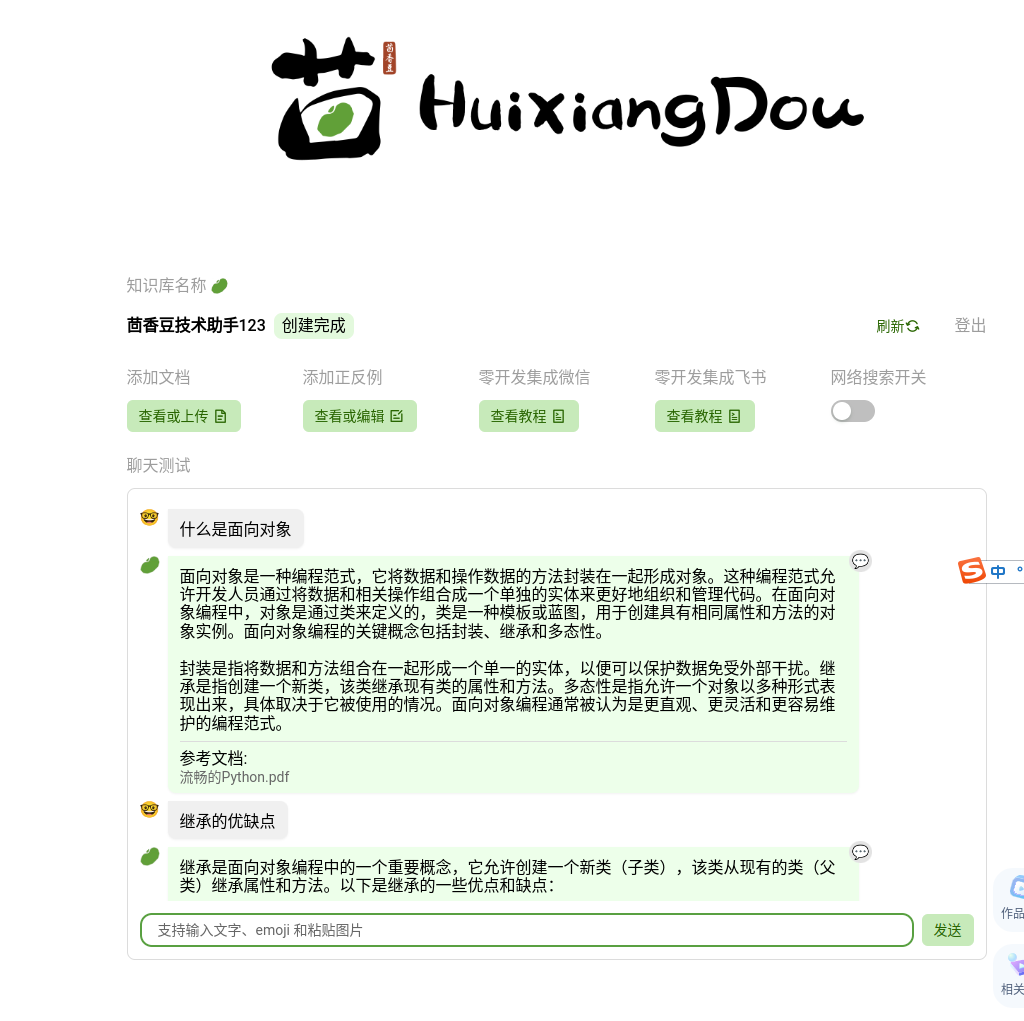 茴
茴香豆
HuixiangDou
知识库名称
茴香豆技术助手123 创建完成 刷新 登出
添加文档 添加正反例 零开发集成微信 零开发集成飞书 网络搜索开关
查看或上传 查看或编辑 查看教程 查看教程
聊天测试
什么是面向对象
面向对象是一种编程范式，它将数据和操作数据的方法封装在一起形成对象。这种编程范式允
许开发人员通过将数据和相关操作组合成一个单独的实体来更好地组织和管理代码。在面向对
象编程中，对象是通过类来定义的，类是一种模板或蓝图，用于创建具有相同属性和方法的对
象实例。面向对象编程的关键概念包括封装、继承和多态性。
封装是指将数据和方法组合在一起形成一个单一的实体，以便可以保护数据免受外部干扰。继
承是指创建一个新类，该类继承现有类的属性和方法。多态性是指允许一个对象以多种形式表
现出来，具体取决于它被使用的情况。面向对象编程通常被认为是更直观、更灵活和更容易维
护的编程范式。
参考文档:
流畅的Python.pdf
S 中
继承的优缺点
继承是面向对象编程中的一个重要概念，它允许创建一个新类（子类），该类从现有的类（父
类）继承属性和方法。以下是继承的一些优点和缺点：
作品
支持输入文字、emoji 和粘贴图片 发送
相关